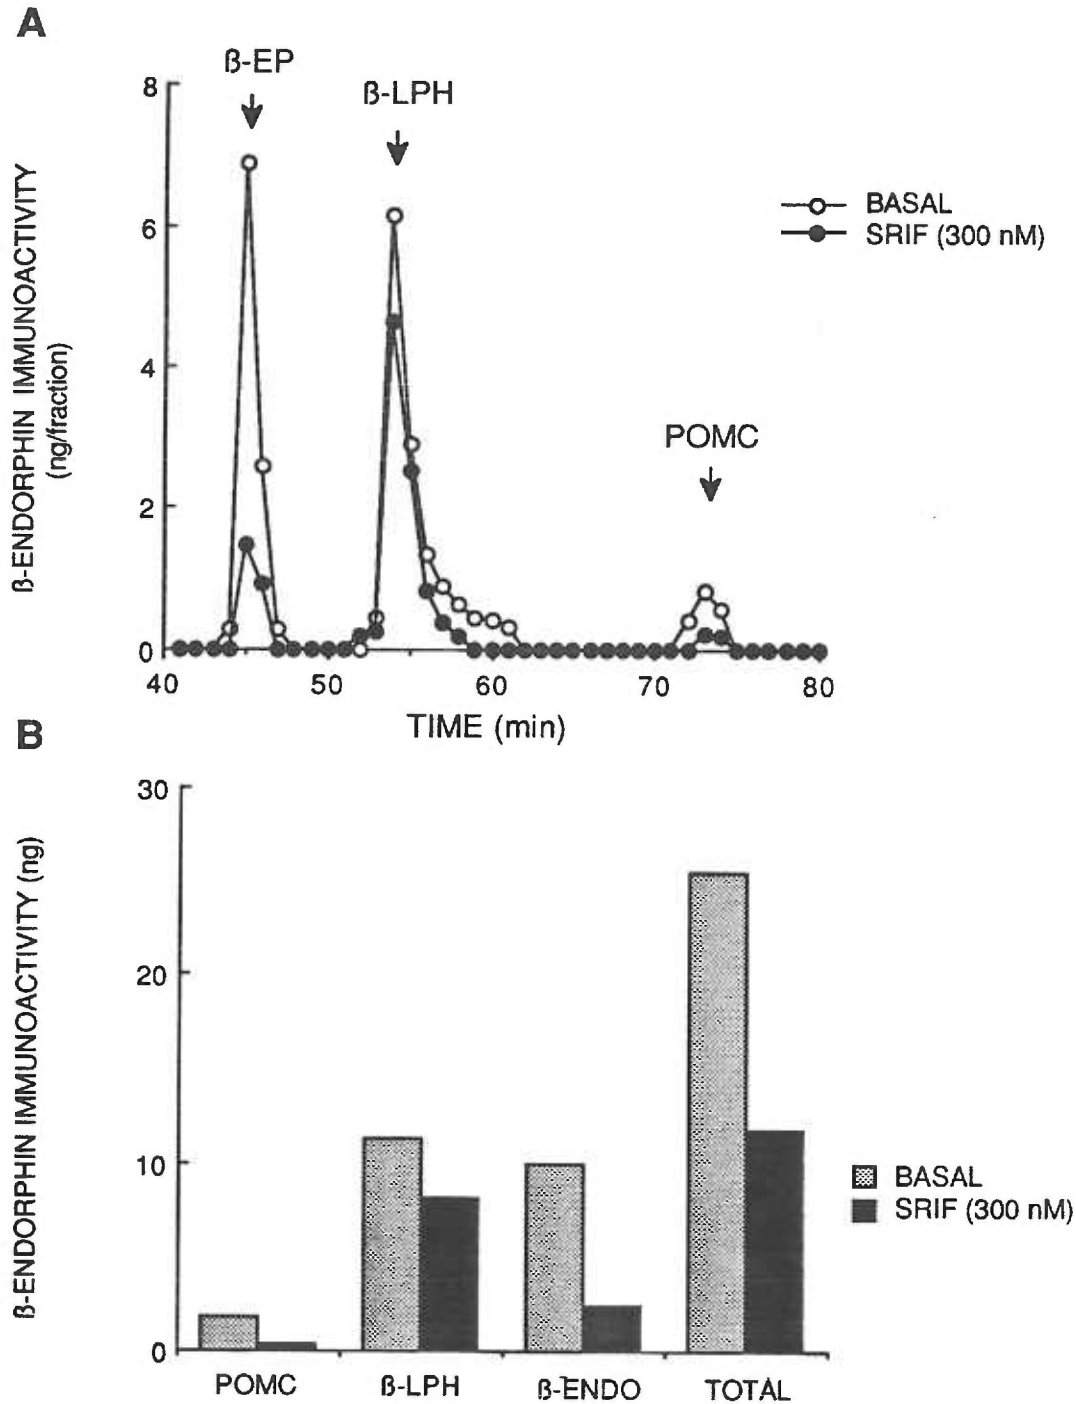 A
ß-EP
ß-LPH
8
6
4
2
0
ß-ENDORPHIN IMMUNOACTIVITY
(ng/fraction)
BASAL
SRIF (300 nM)
POMC
40 50 60 70 80
TIME (min)
B
30
20
10
0
ß-ENDORPHIN IMMUNOACTIVITY (ng)
BASAL
SRIF (300 nM)
POMC ß-LPH ß-ENDO TOTAL